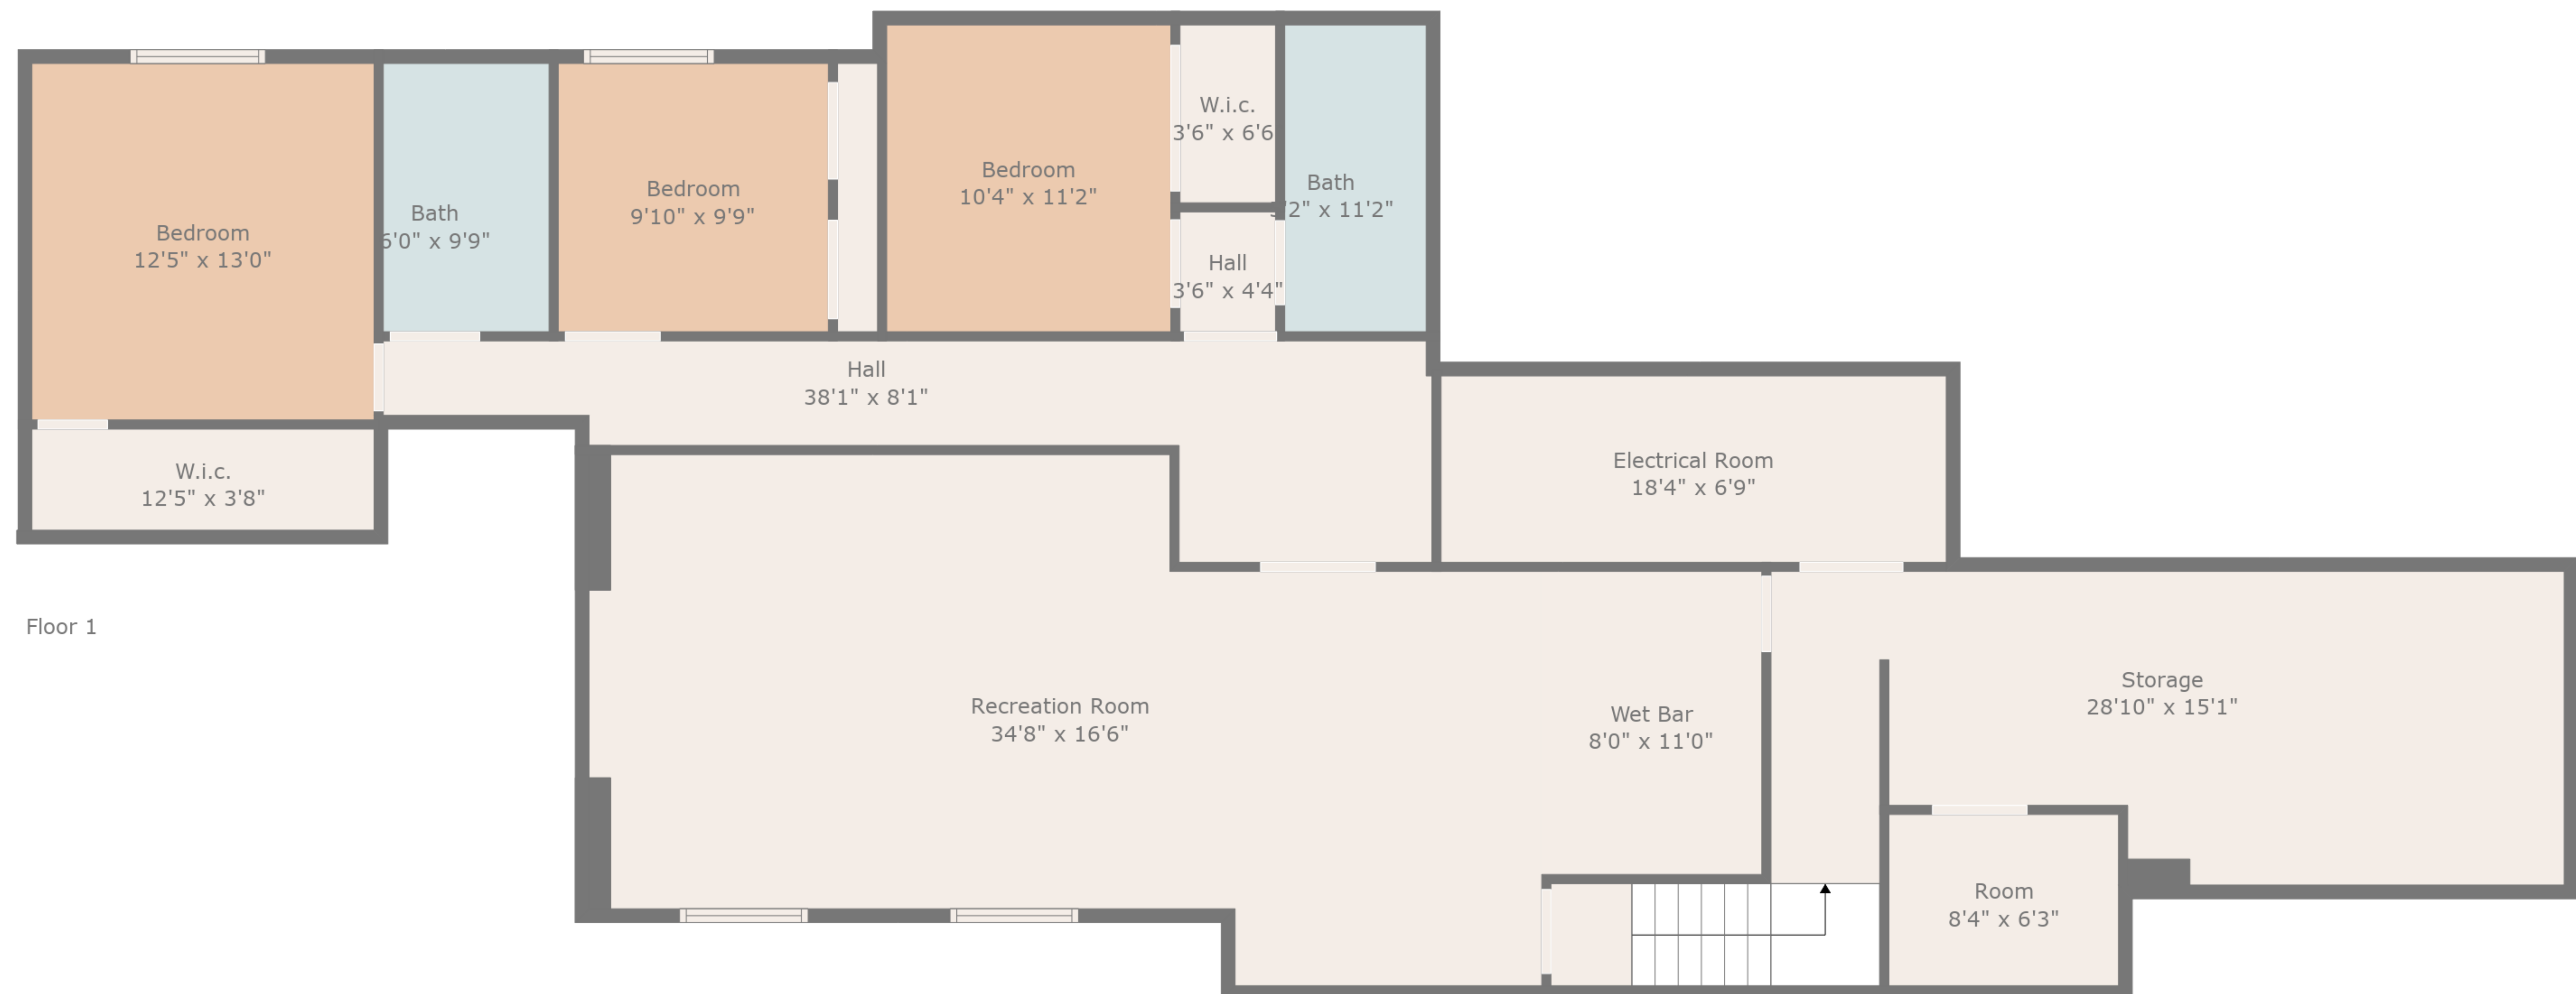 Bedroom
12'5" x 13'0"
Bath
6'0" x 9'9"
Bedroom
9'10" x 9'9"
Bedroom
10'4" x 11'2"
W.i.c.
3'6" x 6'6
Bath
5'2" x 11'2"
Hall
3'6" x 4'4"
Hall
38'1" x 8'1"
W.i.c.
12'5" x 3'8"
Electrical Room
18'4" x 6'9"
Floor 1
Recreation Room
34'8" x 16'6"
Wet Bar
8'0" x 11'0"
Storage
28'10" x 15'1"
Room
8'4" x 6'3"